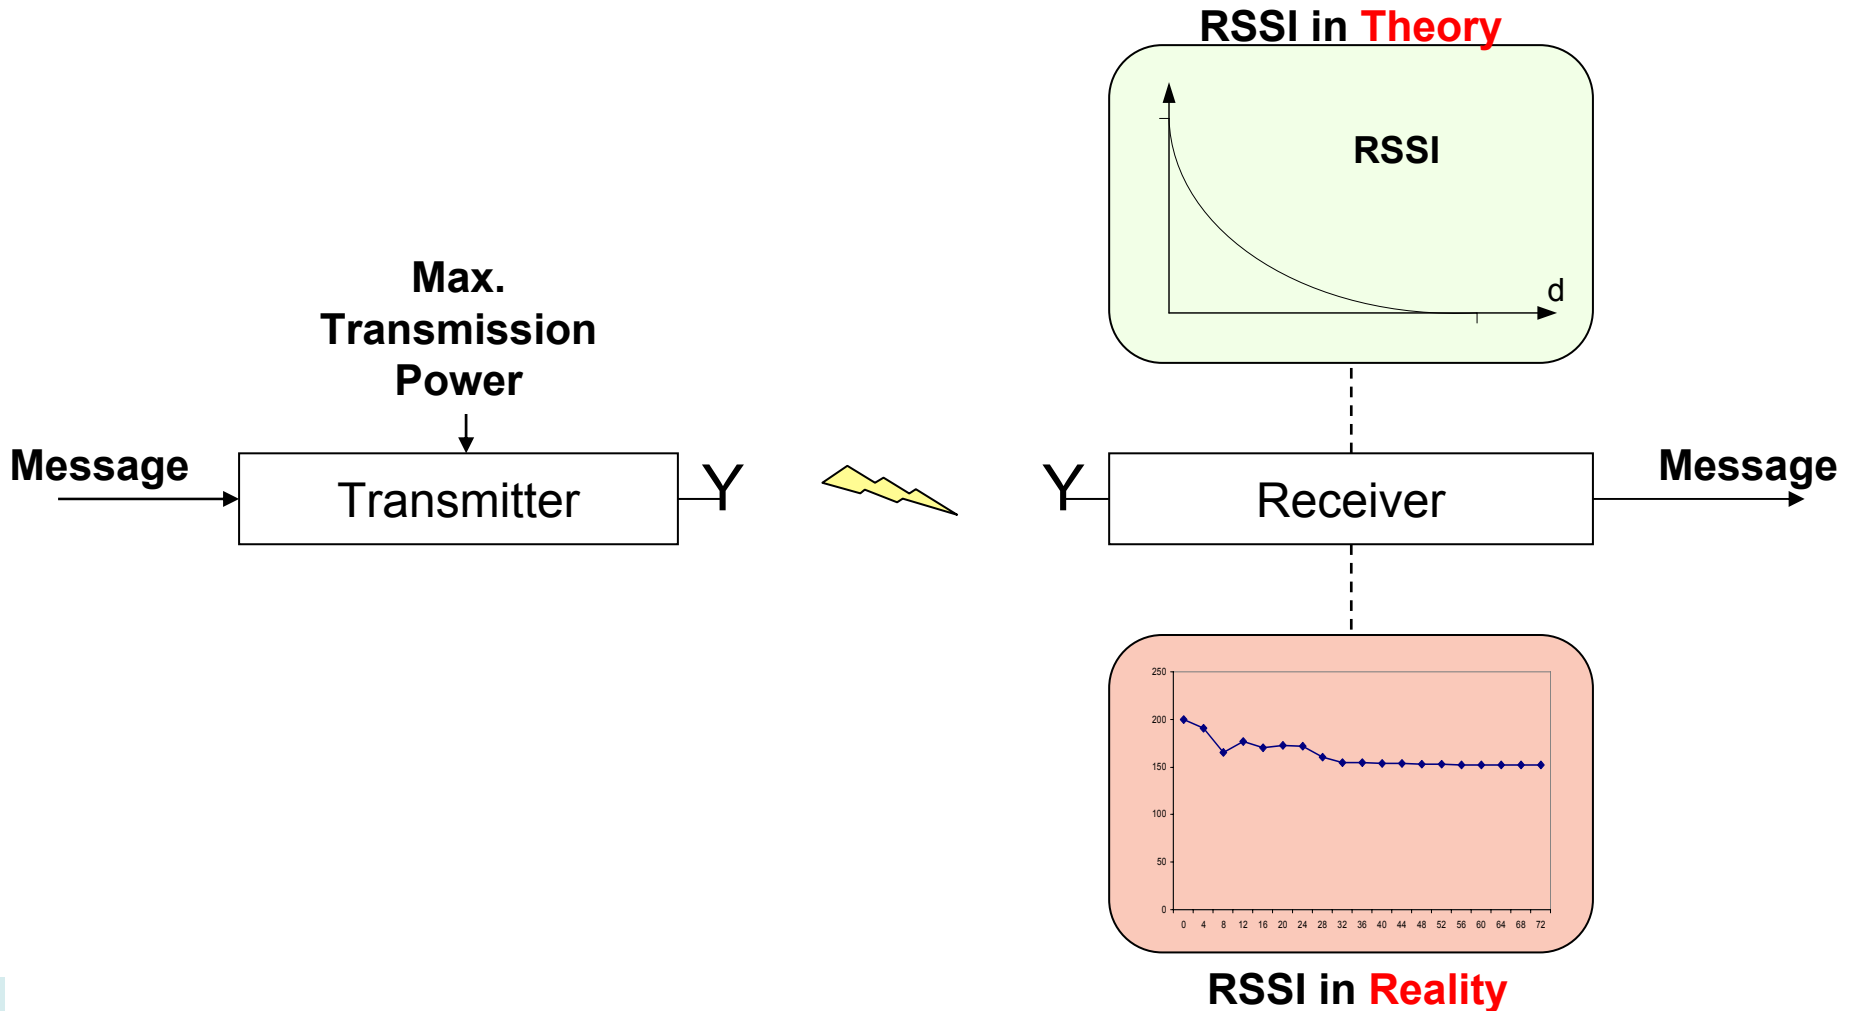 RSSI in Theory
RSSI
d
Max.
Transmission
Power
Message
Transmitter
Y
Y
Receiver
Message
250
200
150
100
50
0
0 4 8 12 16 20 24 28 32 36 40 44 48 52 56 60 64 68 72
RSSI in Reality